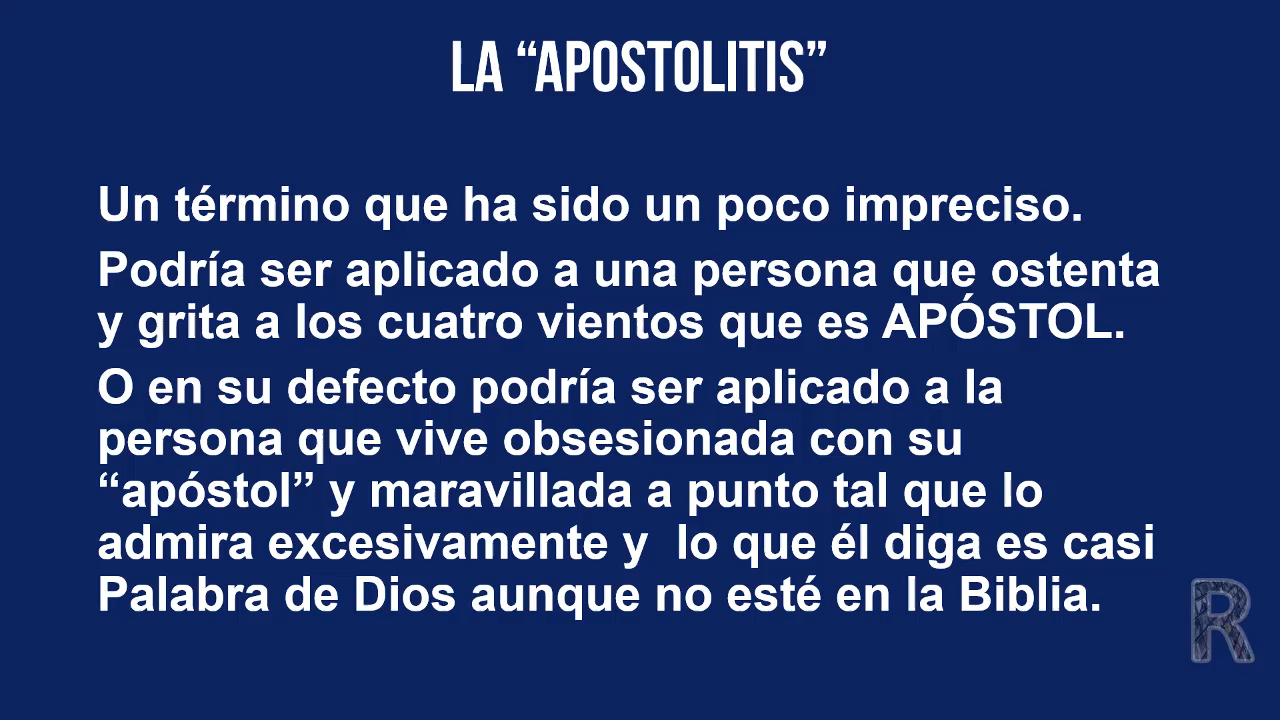 LA “APOSTOLITIS”
Un término que ha sido un poco impreciso.
Podría ser aplicado a una persona que ostenta
y grita a los cuatro vientos que es APÓSTOL.
O en su defecto podría ser aplicado a la
persona que vive obsesionada con su
“apóstol” y maravillada a punto tal que lo
admira excesivamente y  lo que él diga es casi
Palabra de Dios aunque no esté en la Biblia.
R